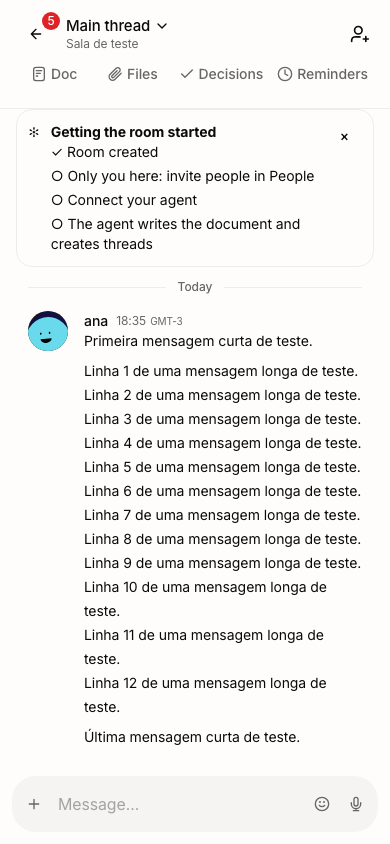 5
Main thread
Sala de teste
Doc
Files
Decisions
Reminders
Getting the room started
✓ Room created
○ Only you here: invite people in People
○ Connect your agent
○ The agent writes the document and
creates threads
Today
ana 18:35 GMT-3
Primeira mensagem curta de teste.
Linha 1 de uma mensagem longa de teste.
Linha 2 de uma mensagem longa de teste.
Linha 3 de uma mensagem longa de teste.
Linha 4 de uma mensagem longa de teste.
Linha 5 de uma mensagem longa de teste.
Linha 6 de uma mensagem longa de teste.
Linha 7 de uma mensagem longa de teste.
Linha 8 de uma mensagem longa de teste.
Linha 9 de uma mensagem longa de teste.
Linha 10 de uma mensagem longa de
teste.
Linha 11 de uma mensagem longa de
teste.
Linha 12 de uma mensagem longa de
teste.
Última mensagem curta de teste.
Message...